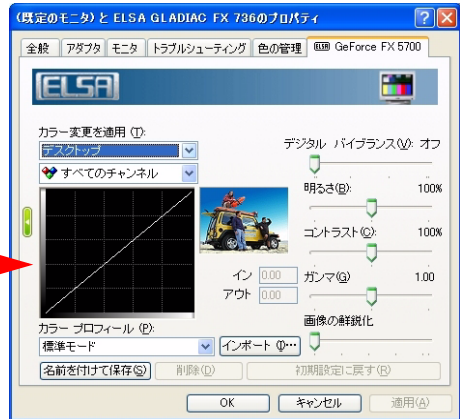 (既定のモニタ) と ELSA GLADIAC FX 736のプロパティ
全般 アダプタ モニタ トラブルシューティング 色の管理 GeForce FX 5700
ELSA
カラー変更を適用 (T):
デスクトップ
すべてのチャンネル
デジタル バイブランス(V): オフ
明るさ(B): 100%
コントラスト(C): 100%
イン 0.00
アウト 0.00
ガンマ(G) 1.00
画像の鮮鋭化
カラー プロフィール (P):
標準モード
インポート (I)...
名前を付けて保存(S) 削除(D) 初期設定に戻す(R)
OK キャンセル 適用(A)